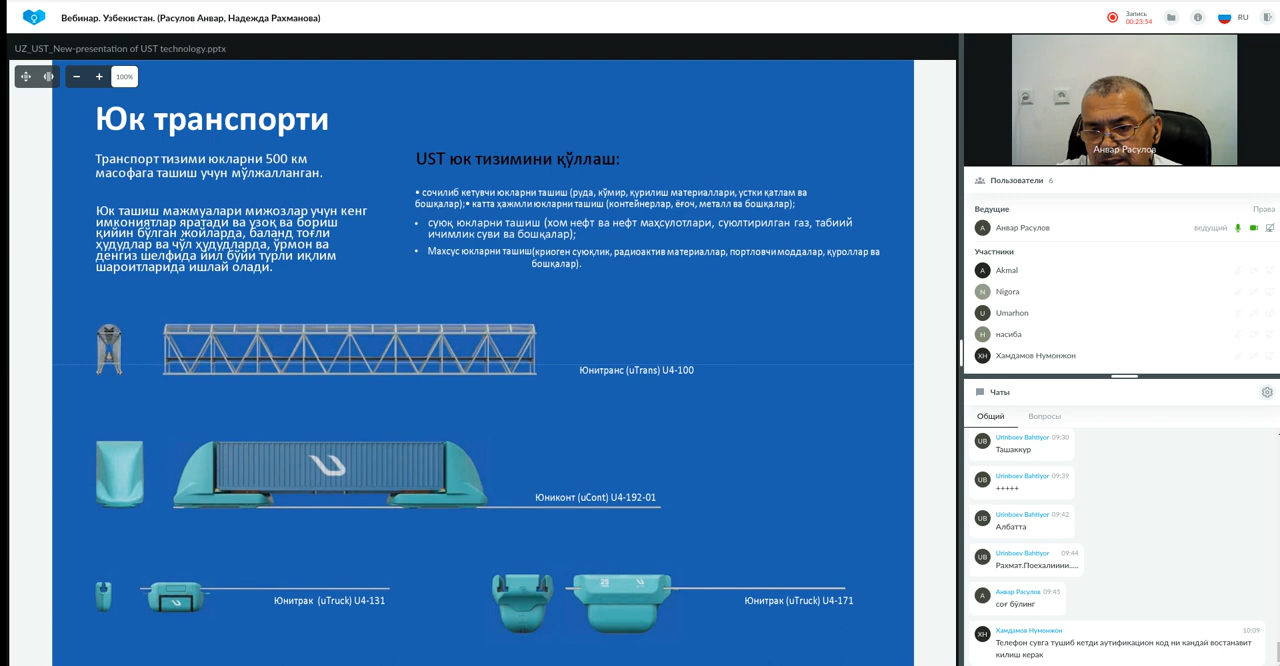 Вебинар. Узбекистан. (Расулов Анвар, Надежда Рахманова)
Запись
00:23:54
RU
UZ_UST_New-presentation of UST technology.pptx
100%
Юк транспорти
Транспорт тизими юкларни 500 км
масофага ташиш учун мўлжалланган.
Юк ташиш мажмуалари мижозлар учун кенг
имкониятлар яратади ва узоқ ва бориш
қийин бўлган жойларда, баланд тоғли
ҳудудлар ва чўл ҳудудларда, ўрмон ва
денгиз шелфида йил бўйи турли иқлим
шароитларида ишлай олади.
UST юк тизимини қўллаш:
• сочилиб кетувчи юкларни ташиш (руда, кўмир, қурилиш материаллари, устки қатлам ва
бошқалар);• катта ҳажмли юкларни ташиш (контейнерлар, ёғоч, металл ва бошқалар);
• суюқ юкларни ташиш (хом нефт ва нефт маҳсулотлари, суюлтирилган газ, табиий
ичимлик суви ва бошқалар);
• Махсус юкларни ташиш(криоген суюқлик, радиоактив материаллар, портловчи моддалар, қуроллар ва
бошқалар).
Юнитранс (uTrans) U4-100
Юниконт (uCont) U4-192-01
Юнитрак (uTruck) U4-131
Юнитрак (uTruck) U4-171
Анвар Расулов
Пользователи 6
Ведущие Права
А Анвар Расулов ведущий
Участники
A Akmal
N Nigora
U Umarhon
Н насиба
ХН Хамдамов Нумонжон
Чаты
Общий Вопросы
UB Urinboev Bahtiyor 09:30
Ташаккур
UB Urinboev Bahtiyor 09:39
+++++
UB Urinboev Bahtiyor 09:42
Албатта
UB Urinboev Bahtiyor 09:44
Рахмат.Поехалииии.....
А Анвар Расулов 09:45
соғ бўлинг
ХН Хамдамов Нумонжон 10:09
Телефон сувга тушиб кетди аутификацион код ни кандай востанавит
килиш керак